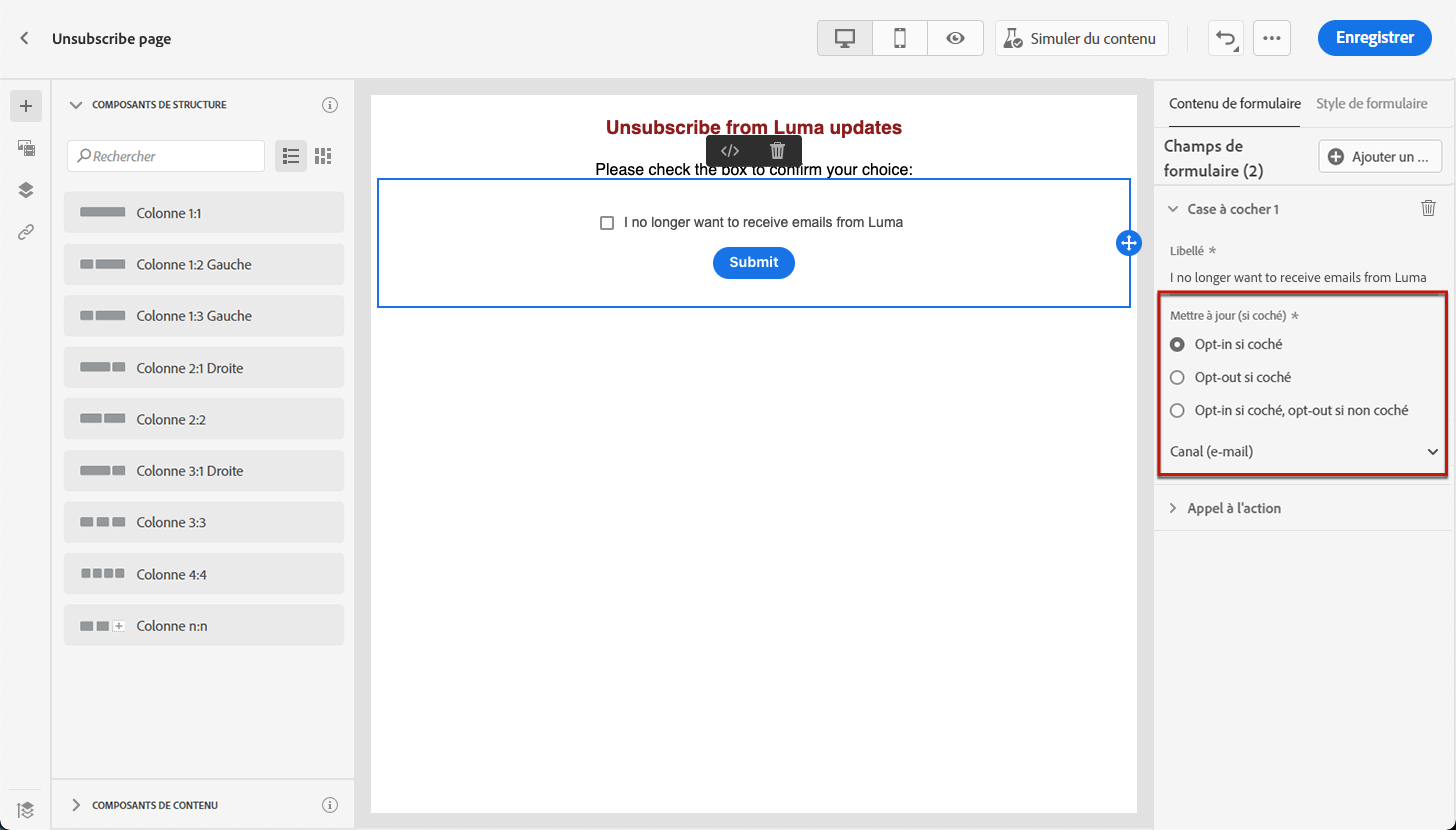 Unsubscribe page
Simuler du contenu
Enregistrer
COMPOSANTS DE STRUCTURE
Rechercher
Colonne 1:1
Colonne 1:2 Gauche
Colonne 1:3 Gauche
Colonne 2:1 Droite
Colonne 2:2
Colonne 3:1 Droite
Colonne 3:3
Colonne 4:4
Colonne n:n
COMPOSANTS DE CONTENU
Unsubscribe from Luma updates
Please check the box to confirm your choice:
I no longer want to receive emails from Luma
Submit
Contenu de formulaire Style de formulaire
Champs de
formulaire (2)
Ajouter un ...
Case à cocher 1
Libellé *
I no longer want to receive emails from Luma
Mettre à jour (si coché) *
Opt-in si coché
Opt-out si coché
Opt-in si coché, opt-out si non coché
Canal (e-mail)
Appel à l'action